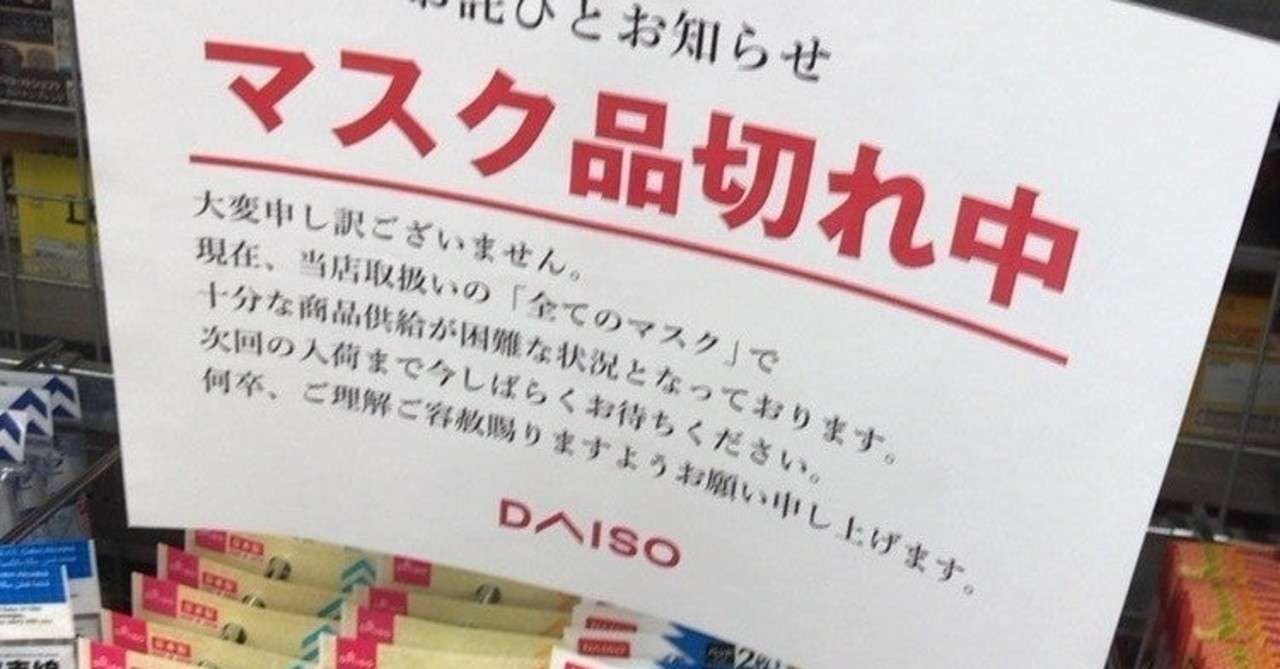 お詫びとお知らせ
マスク品切れ中
大変申し訳ございません。
現在、当店取扱いの「全てのマスク」で
十分な商品供給が困難な状況となっております。
次回の入荷まで今しばらくお待ちください。
何卒、ご理解ご容赦賜りますようお願い申し上げます。
DAISO